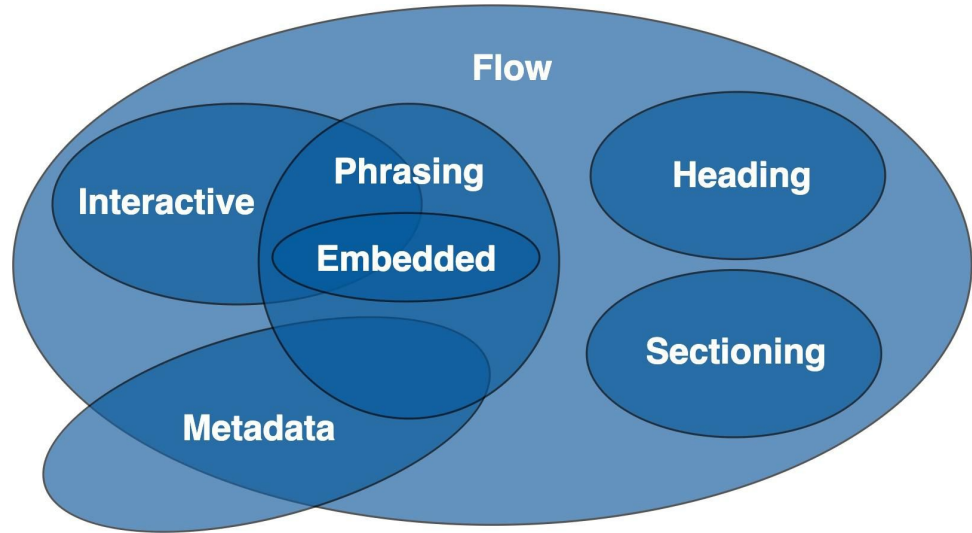 Flow
Interactive
Phrasing
Embedded
Heading
Sectioning
Metadata